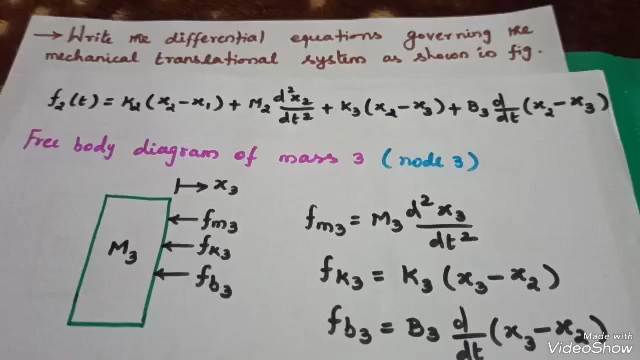 → Write the differential equations governing the
mechanical translational system as shown in fig.
f₂(t) = K₂(x₂-x₁) + M₂ d²x₂/dt² + K₃(x₂-x₃) + B₃ d/dt (x₂-x₃)
Free body diagram of mass 3 (node 3)
x₃
M₃
fm₃
fk₃
fb₃
fm₃ = M₃ d²x₃/dt²
fk₃ = K₃(x₃-x₂)
fb₃ = B₃ d/dt (x₃-x₂)
Made with
VideoShow